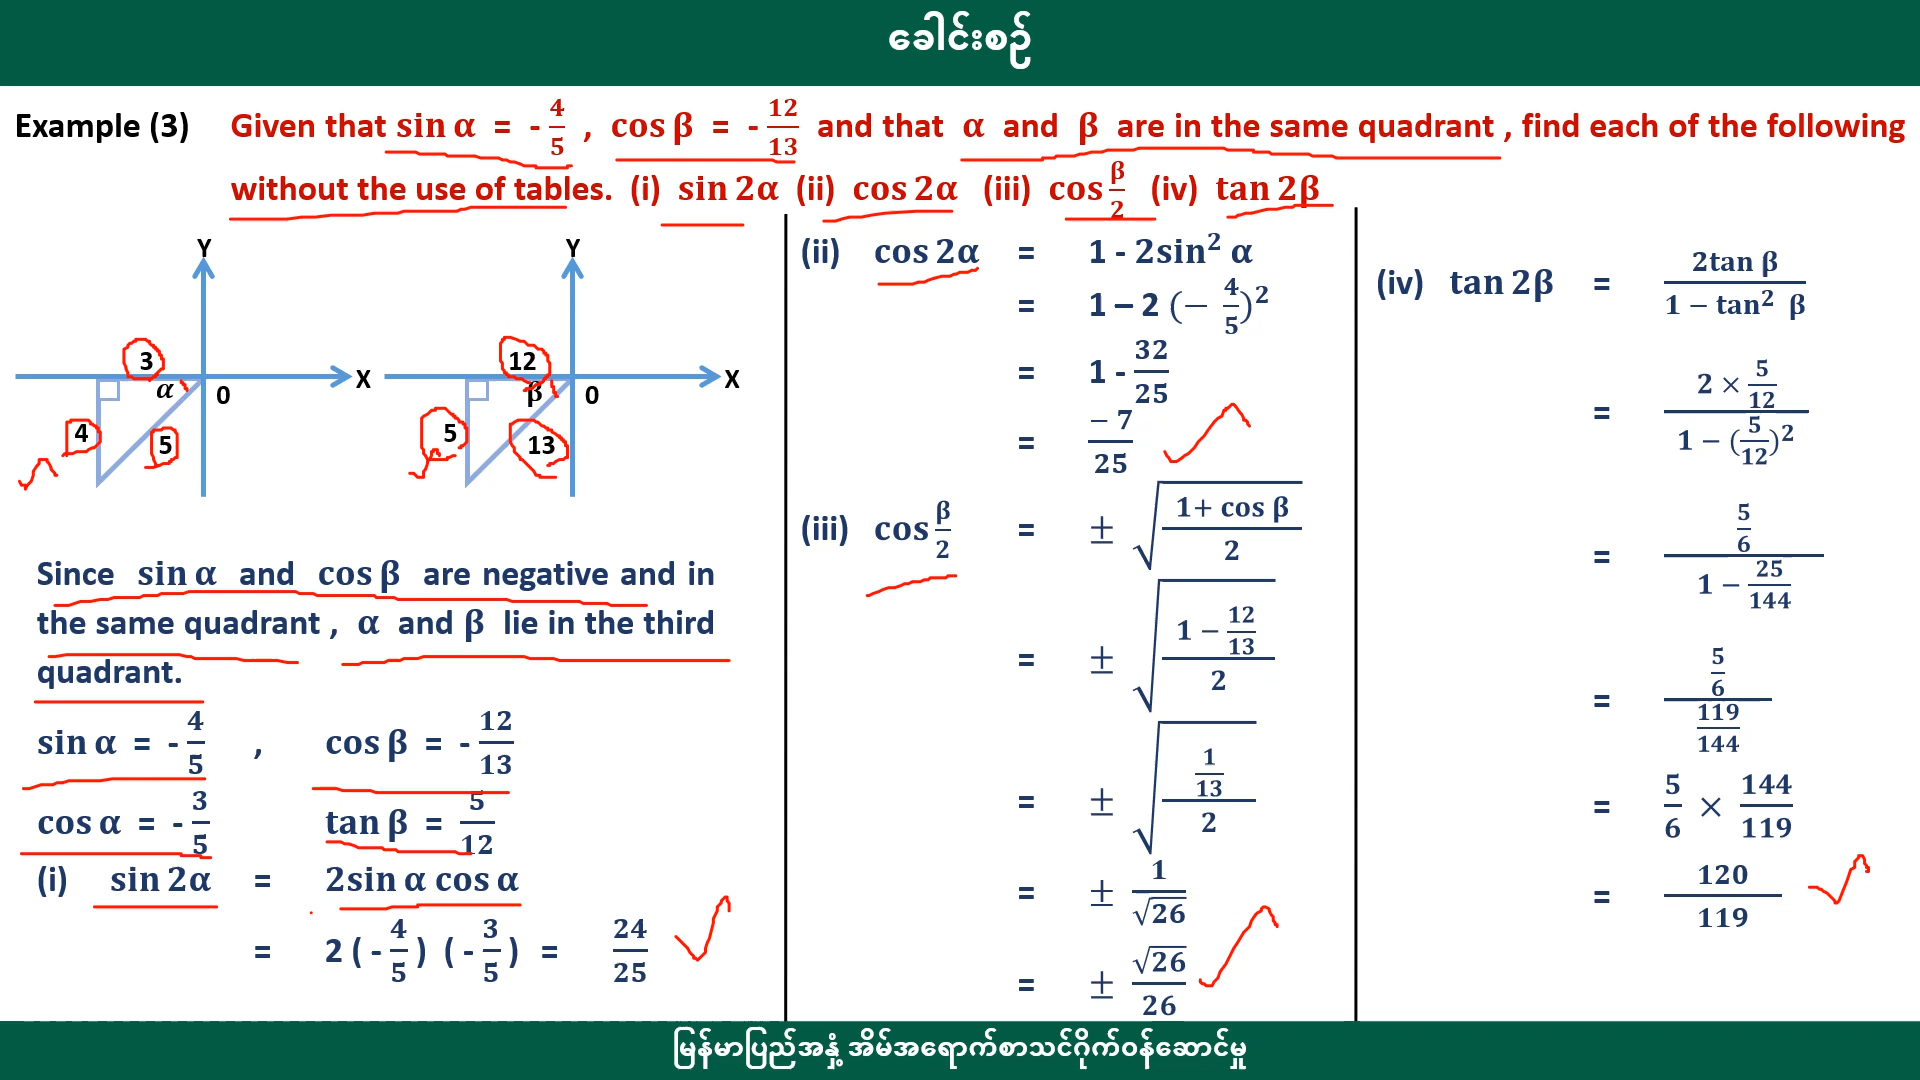 ခေါင်းစဉ်
Example (3) Given that sin α = - 4/5 , cos β = - 12/13 and that α and β are in the same quadrant , find each of the following
without the use of tables. (i) sin 2α (ii) cos 2α (iii) cos β/2 (iv) tan 2β
Y
3
X
α
0
4
5
Y
12
X
β
0
5
13
Since sin α and cos β are negative and in
the same quadrant , α and β lie in the third
quadrant.
sin α = - 4/5 , cos β = - 12/13
cos α = - 3/5 tan β = 5/12
(i) sin 2α = 2sin α cos α
= 2 ( - 4/5 ) ( - 3/5 ) = 24/25
(ii) cos 2α = 1 - 2sin² α
= 1 – 2 (− 4/5)²
= 1 - 32/25
= − 7/25
(iii) cos β/2 = ± √((1+ cos β)/2)
= ± √((1 − 12/13)/2)
= ± √((1/13)/2)
= ± 1/√26
= ± √26/26
(iv) tan 2β = 2tan β/(1 − tan² β)
= (2 × 5/12)/(1 − (5/12)²)
= (5/6)/(1 − 25/144)
= (5/6)/(119/144)
= 5/6 × 144/119
= 120/119
မြန်မာပြည်အနှံ့ အိမ်အရောက်စာသင်ဂိုက်ဝန်ဆောင်မှု